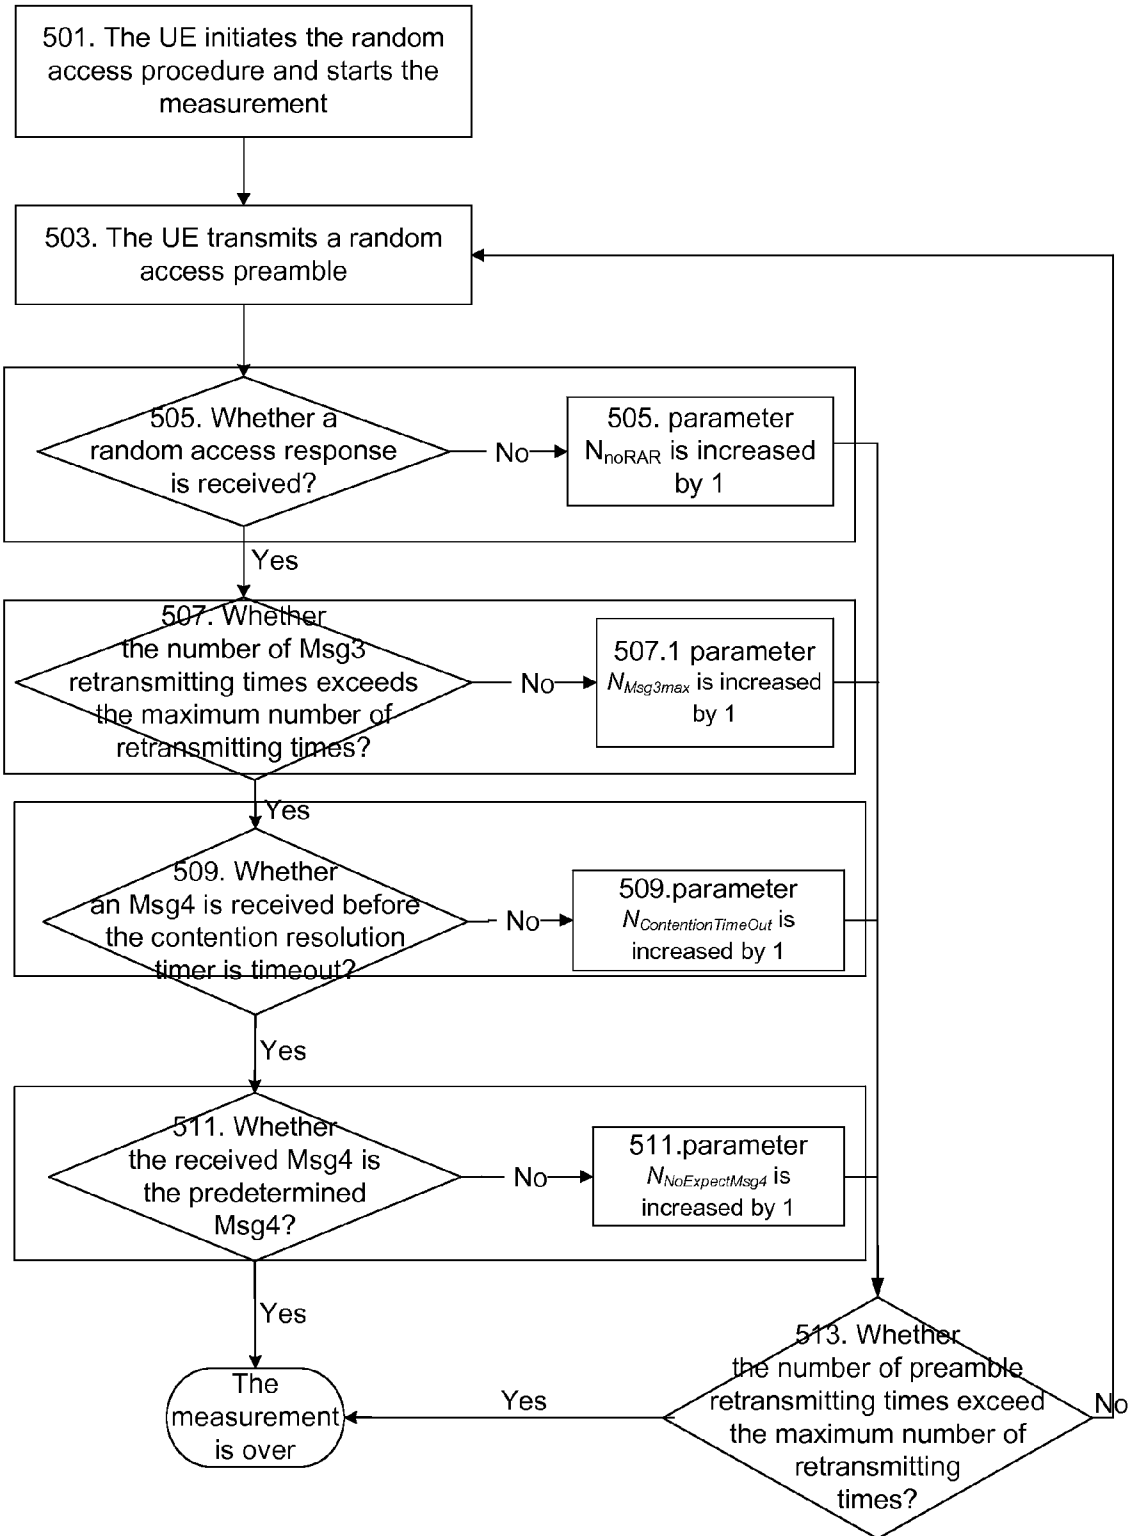 501. The UE initiates the random
access procedure and starts the
measurement
503. The UE transmits a random
access preamble
505. Whether a
random access response
is received?
No
505. parameter
NnoRAR is increased
by 1
Yes
507. Whether
the number of Msg3
retransmitting times exceeds
the maximum number of
retransmitting times?
No
507.1 parameter
NMsg3max is increased
by 1
Yes
509. Whether
an Msg4 is received before
the contention resolution
timer is timeout?
No
509.parameter
NContentionTimeOut is
increased by 1
Yes
511. Whether
the received Msg4 is
the predetermined
Msg4?
No
511.parameter
NNoExpectMsg4 is
increased by 1
Yes
The
measurement
is over
Yes
513. Whether
the number of preamble
retransmitting times exceed
the maximum number of
retransmitting
times?
No